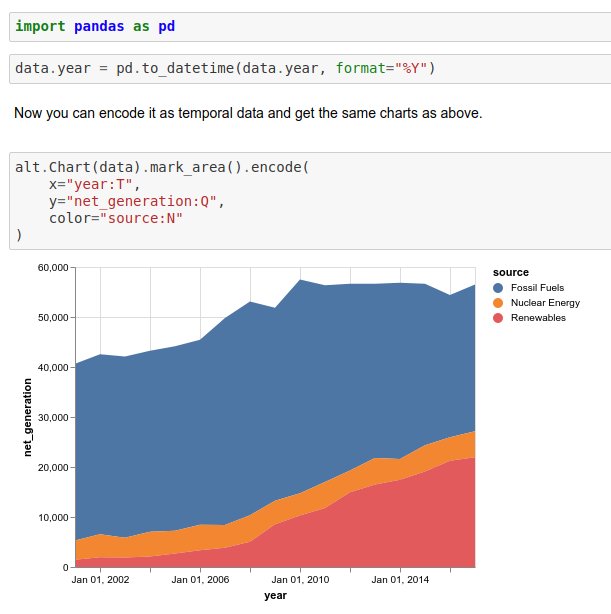 import pandas as pd
data.year = pd.to_datetime(data.year, format="%Y")
Now you can encode it as temporal data and get the same charts as above.
alt.Chart(data).mark_area().encode(
    x="year:T",
    y="net_generation:Q",
    color="source:N"
)
source
Fossil Fuels
Nuclear Energy
Renewables
net_generation
60,000
50,000
40,000
30,000
20,000
10,000
0
Jan 01, 2002 Jan 01, 2006 Jan 01, 2010 Jan 01, 2014
year